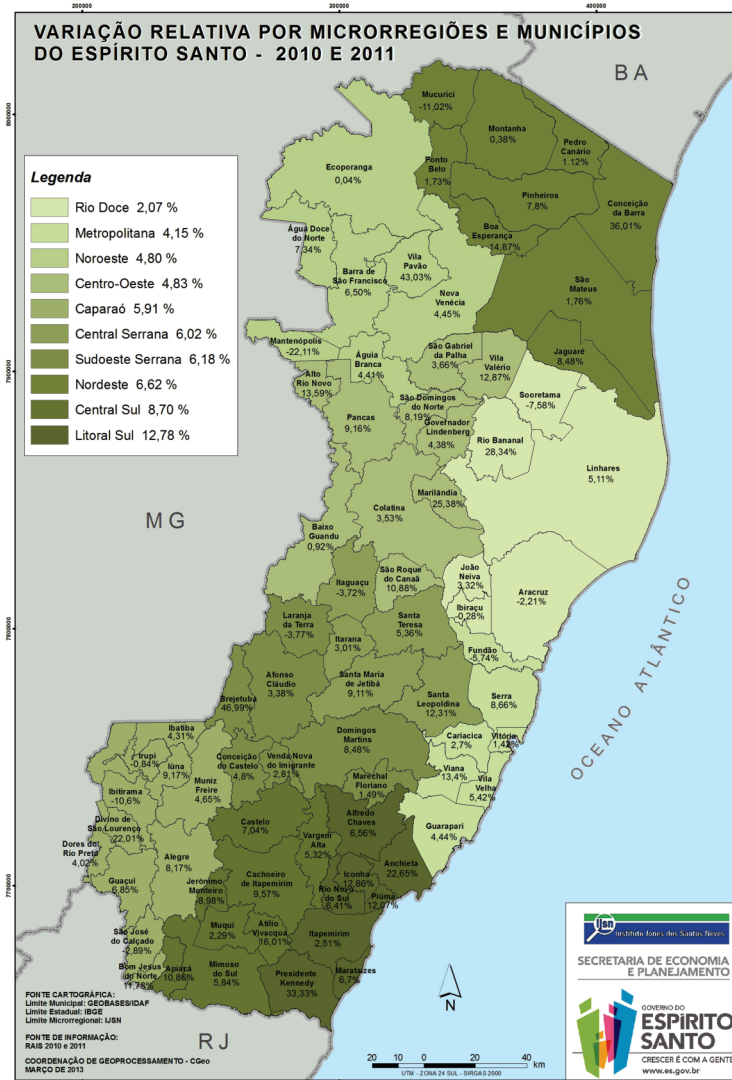 VARIAÇÃO RELATIVA POR MICRORREGIÕES E MUNICÍPIOS
DO ESPÍRITO SANTO - 2010 E 2011
200000
300000
400000
8000000
7900000
7800000
7700000
B A
M G
R J
OCEANO ATLÂNTICO
Legenda
Rio Doce 2,07 %
Metropolitana 4,15 %
Noroeste 4,80 %
Centro-Oeste 4,83 %
Caparaó 5,91 %
Central Serrana 6,02 %
Sudoeste Serrana 6,18 %
Nordeste 6,62 %
Central Sul 8,70 %
Litoral Sul 12,78 %
Mucurici
-11,02%
Montanha
0,38%
Pedro
Canário
1.12%
Ponto
Belo
1,73%
Ecoporanga
0,04%
Pinheiros
7,8%
Conceição
da Barra
36,01%
Água Doce
do Norte
7,34%
Boa
Esperança
14,87%
Vila
Pavão
43,03%
Barra de
São Francisco
6,50%
Nova
Venécia
4,45%
São
Mateus
1,76%
Mantenópolis
-22,11%
Águia
Branca
4,41%
São Gabriel
da Palha
3,66%
Vila
Valério
12,87%
Jaguaré
8,48%
Alto
Rio Novo
13,59%
Sooretama
-7,58%
São Domingos
do Norte
8,19%
Pancas
9,16%
Governador
Lindenberg
4,38%
Rio Bananal
28,34%
Linhares
5,11%
Marilândia
25,38%
Colatina
3,53%
Baixo
Guandu
0,92%
São Roque
do Canaã
10,88%
João
Neiva
3,32%
Itaguaçu
-3,72%
Aracruz
-2,21%
Ibiraçu
-0,28%
Laranja
da Terra
-3,77%
Santa
Teresa
5,36%
Itarana
3,01%
Fundão
-5,74%
Afonso
Cláudio
3,38%
Santa Maria
de Jetibá
9,11%
Brejetuba
46,99%
Santa
Leopoldina
12,31%
Serra
8,66%
Ibatiba
4,31%
Domingos
Martins
8,48%
Cariacica
2,7%
Vitória
1,42%
Irupi
-0,84%
Iúna
9,17%
Conceição
do Castelo
4,8%
Venda Nova
do Imigrante
2,81%
Viana
13,4%
Vila
Velha
5,42%
Muniz
Freire
4,65%
Marechal
Floriano
1,49%
Ibitirama
-10,6%
Divino de
São Lourenço
-22,01%
Castelo
7,04%
Alfredo
Chaves
6,56%
Guarapari
4,44%
Vargem
Alta
5,32%
Dores do
Rio Preto
4,02%
Alegre
8,17%
Anchieta
22,65%
Guaçuí
6,85%
Jerônimo
Monteiro
-8,98%
Cachoeiro
de Itapemirim
9,57%
Iconha
12,86%
Rio Novo
do Sul
6,41%
Piúma
12,07%
São José
do Calçado
-2,89%
Muqui
2,29%
Atílio
Vivacqua
16,01%
Itapemirim
2,51%
Bom Jesus
do Norte
11,78%
Apiacá
10,86%
Mimoso
do Sul
5,84%
Presidente
Kennedy
33,33%
Marataízes
6,7%
FONTE CARTOGRÁFICA:
Limite Municipal: GEOBASES/IDAF
Limite Estadual: IBGE
Limite Microrregional: IJSN
FONTE DE INFORMAÇÃO:
RAIS 2010 e 2011
COORDENAÇÃO DE GEOPROCESSAMENTO - CGeo
MARÇO DE 2013
N
20 10 0 20 40
km
UTM - ZONA 24 SUL - SIRGAS 2000
ijsn
Instituto Jones dos Santos Neves
SECRETARIA DE ECONOMIA
E PLANEJAMENTO
GOVERNO DO
ESPÍRITO
SANTO
CRESCER É COM A GENTE
www.es.gov.br